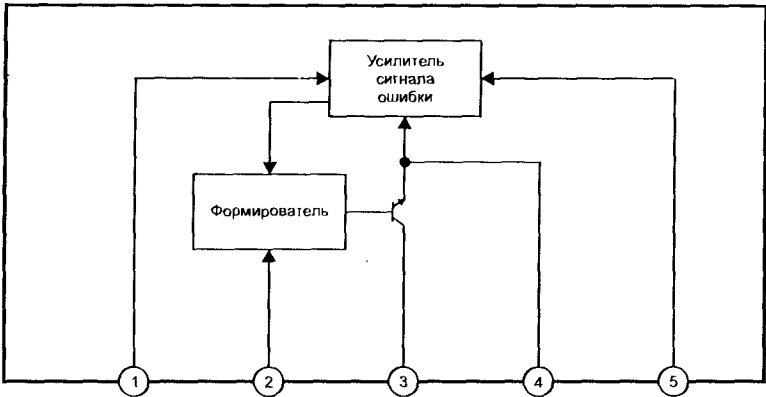 Усилитель
сигнала
ошибки
Формирователь
1 2 3 4 5